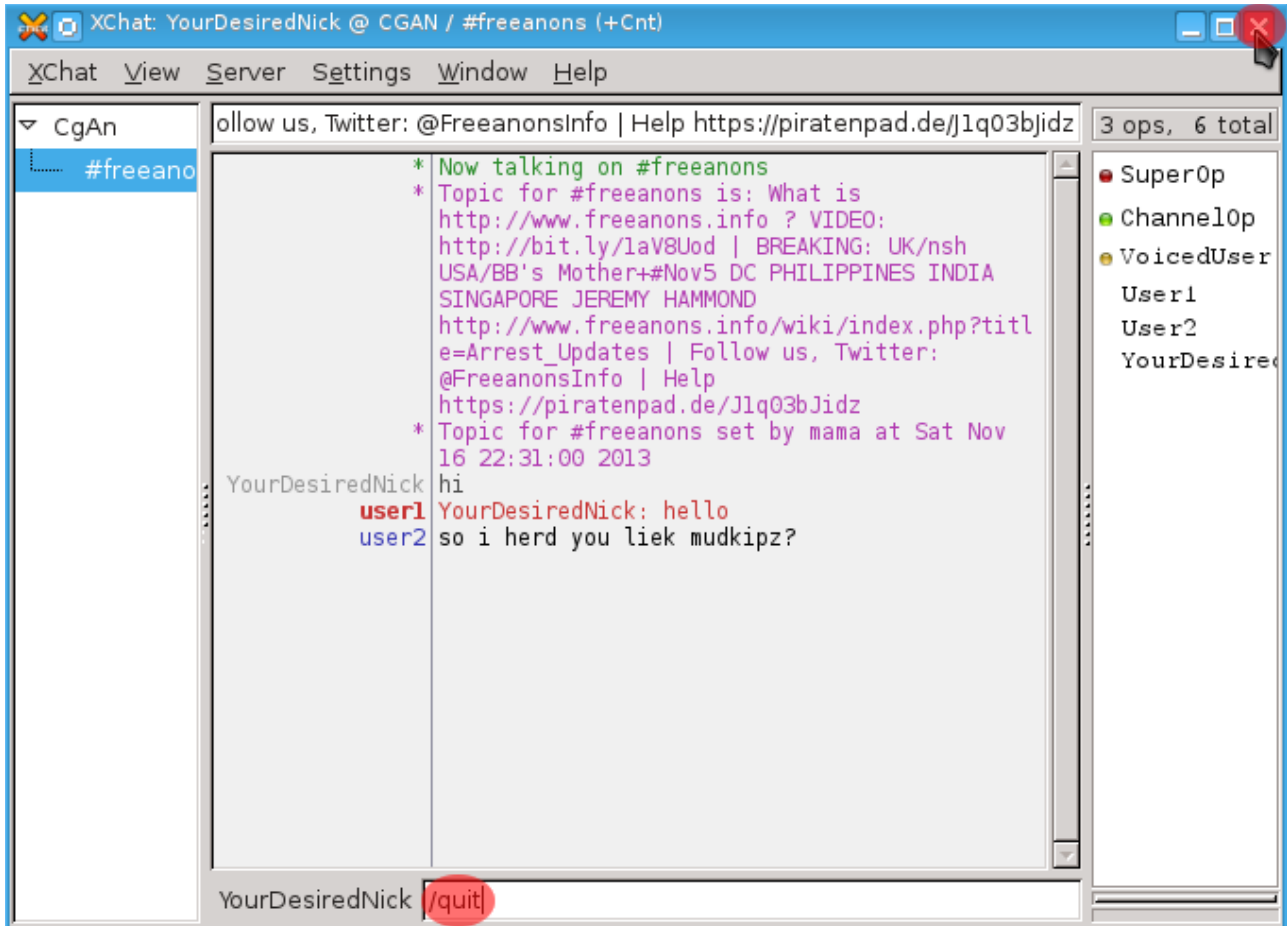 XChat: YourDesiredNick @ CGAN / #freeanons (+Cnt)
XChat View Server Settings Window Help
CgAn
#freeano
ollow us, Twitter: @FreeanonsInfo | Help https://piratenpad.de/J1q03bJidz
3 ops, 6 total
* Now talking on #freeanons
* Topic for #freeanons is: What is
http://www.freeanons.info ? VIDEO:
http://bit.ly/1aV8Uod | BREAKING: UK/nsh
USA/BB's Mother+#Nov5 DC PHILIPPINES INDIA
SINGAPORE JEREMY HAMMOND
http://www.freeanons.info/wiki/index.php?titl
e=Arrest_Updates | Follow us, Twitter:
@FreeanonsInfo | Help
https://piratenpad.de/J1q03bJidz
* Topic for #freeanons set by mama at Sat Nov
16 22:31:00 2013
YourDesiredNick hi
user1 YourDesiredNick: hello
user2 so i herd you liek mudkipz?
SuperOp
ChannelOp
VoicedUser
User1
User2
YourDesired
YourDesiredNick /quit